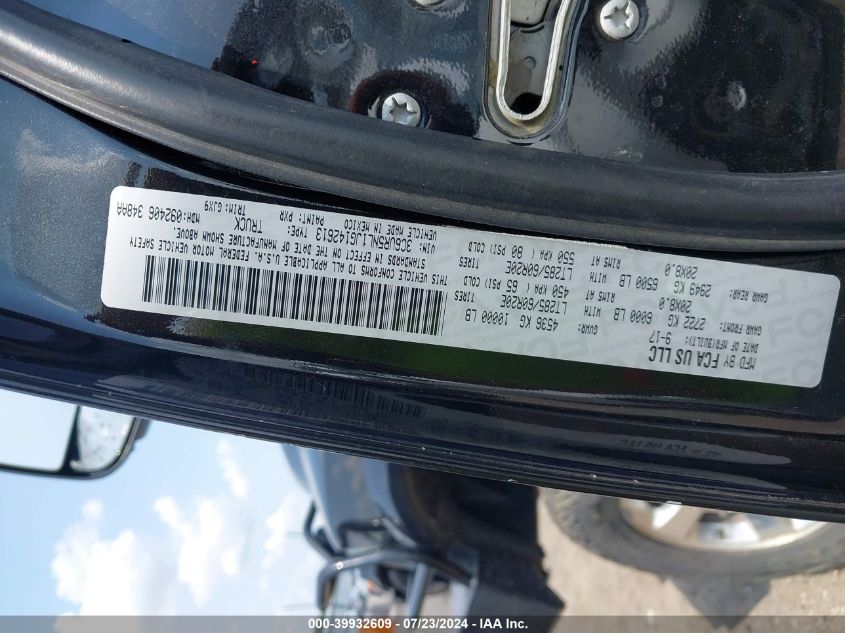 MFD BY FCA US LLC
DATE OF MFR(BUILT): 9-17
GVWR: 4536 KG 10000 LB
GAWR FRONT: 2722 KG 6000 LB WITH TIRES LT285/60R20E
20X8.0 RIMS AT 450 KPA ( 65 PSI) COLD
GAWR REAR: 2949 KG 6500 LB WITH TIRES LT285/60R20E
20X8.0 RIMS AT 550 KPA ( 80 PSI) COLD
THIS VEHICLE CONFORMS TO ALL APPLICABLE U.S.A. FEDERAL MOTOR VEHICLE SAFETY
STANDARDS IN EFFECT ON THE DATE OF MANUFACTURE SHOWN ABOVE.
VIN: 3C6UR5NL1JG142613 TYPE: TRUCK MDH:092406 348AA
VEHICLE MADE IN MEXICO PAINT: PXR TRIM:GJX9
000-39932609 - 07/23/2024 - IAA, Inc.